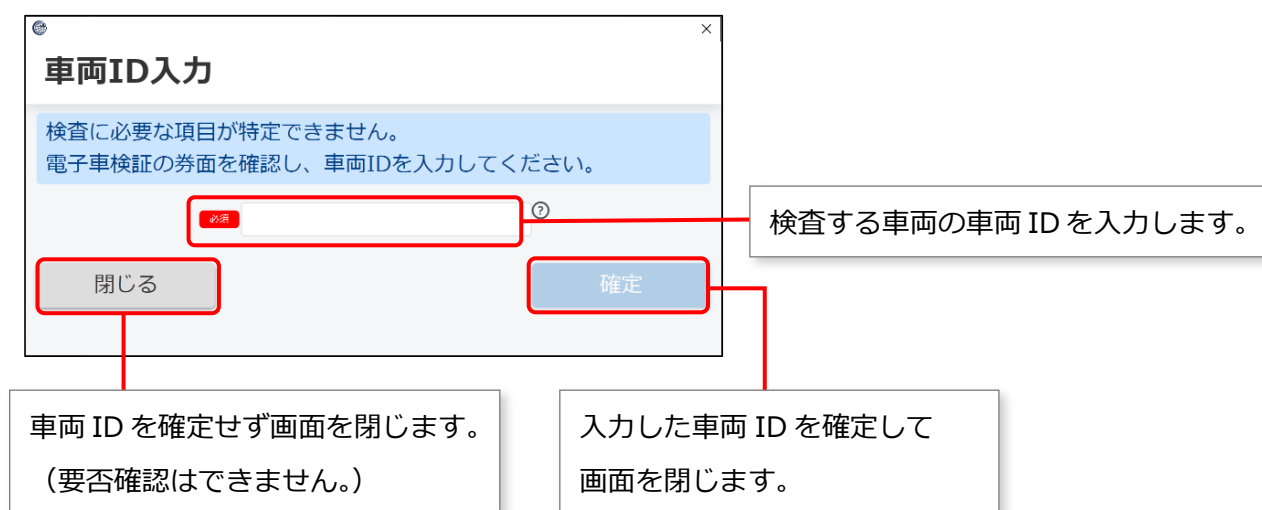 車両ID入力
検査に必要な項目が特定できません。
電子車検証の券面を確認し、車両IDを入力してください。
必須
?
検査する車両の車両 ID を入力します。
閉じる
確定
車両 ID を確定せず画面を閉じます。
（要否確認はできません。）
入力した車両 ID を確定して
画面を閉じます。